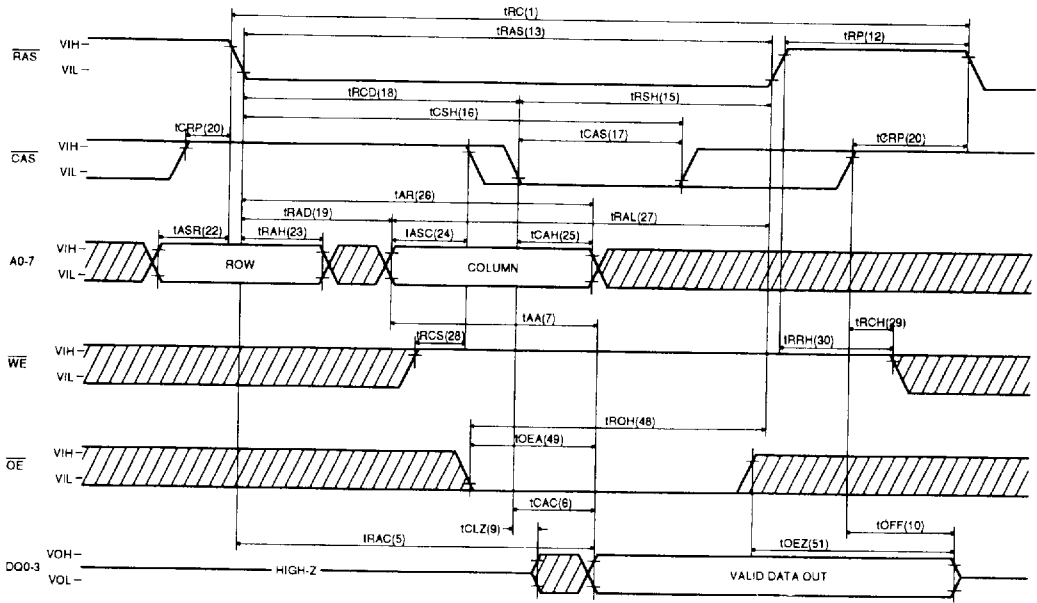 tRC(1)
tRAS(13)
tRP(12)
RAS
VIH
VIL
tRCD(18)
tRSH(15)
tCSH(16)
tCRP(20)
tCAS(17)
tCRP(20)
CAS
VIH
VIL
tAR(26)
tRAD(19)
tRAL(27)
tASR(22)
tRAH(23)
tASC(24)
tCAH(25)
A0-7
VIH
VIL
ROW
COLUMN
tAA(7)
tRCS(28)
tRCH(29)
tRRH(30)
WE
VIH
VIL
tROH(48)
tOEA(49)
OE
VIH
VIL
tCAC(6)
tCLZ(9)
tOFF(10)
tRAC(5)
tOEZ(51)
DQ0-3
VOH
VOL
HIGH-Z
VALID DATA OUT